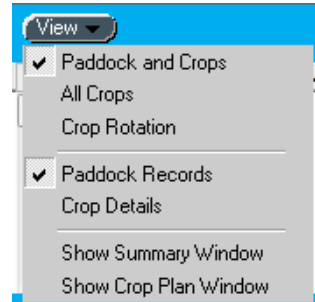 View
Paddock and Crops
All Crops
Crop Rotation
Paddock Records
Crop Details
Show Summary Window
Show Crop Plan Window